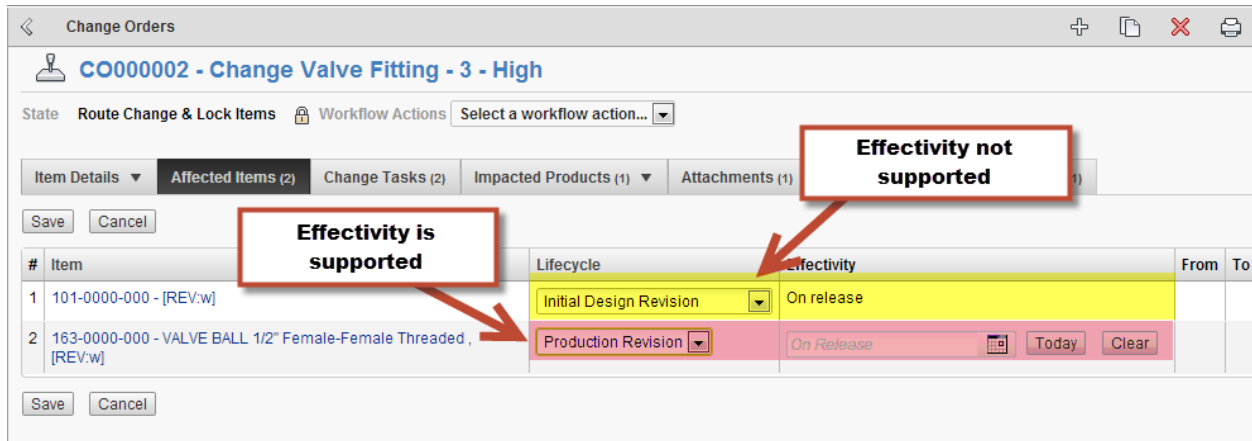 Change Orders
CO000002 - Change Valve Fitting - 3 - High
State Route Change & Lock Items Workflow Actions Select a workflow action...
Effectivity not
supported
Item Details Affected Items (2) Change Tasks (2) Impacted Products (1) Attachments (1)
Save Cancel
Effectivity is
supported
# Item Lifecycle Effectivity From To
1 101-0000-000 - [REV:w] Initial Design Revision On release
2 163-0000-000 - VALVE BALL 1/2" Female-Female Threaded , Production Revision On Release Today Clear
[REV:w]
Save Cancel